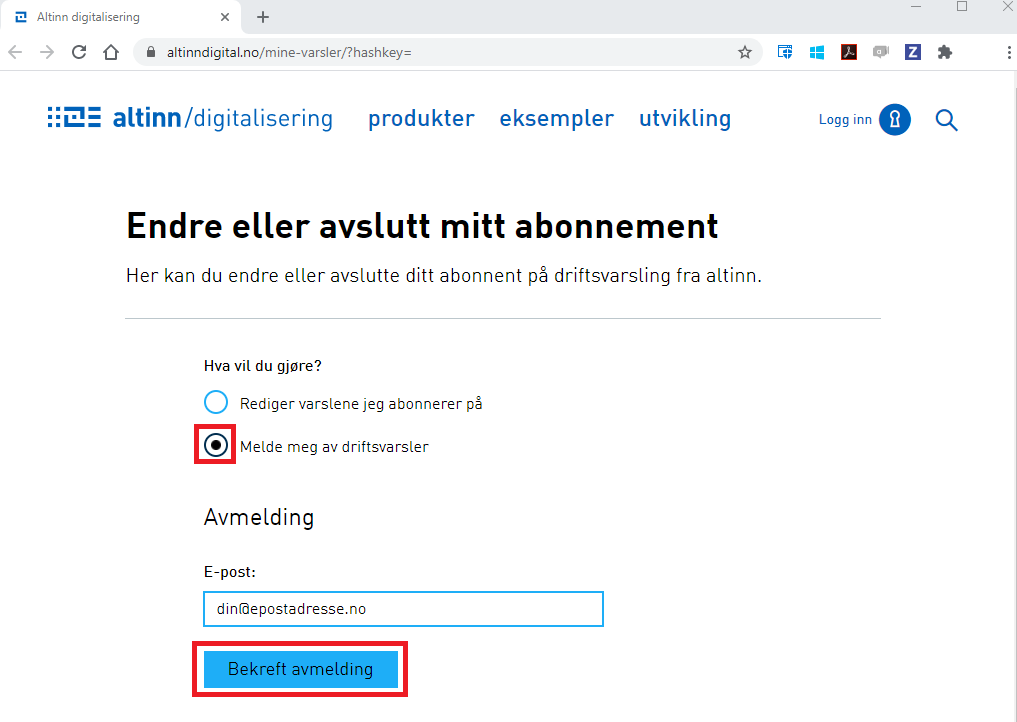 Altinn digitalisering
altinndigital.no/mine-varsler/?hashkey=
altinn/digitalisering produkter eksempler utvikling Logg inn
Endre eller avslutt mitt abonnement
Her kan du endre eller avslutte ditt abonnent på driftsvarsling fra altinn.
Hva vil du gjøre?
Rediger varslene jeg abonnerer på
Melde meg av driftsvarsler
Avmelding
E-post:
din@epostadresse.no
Bekreft avmelding